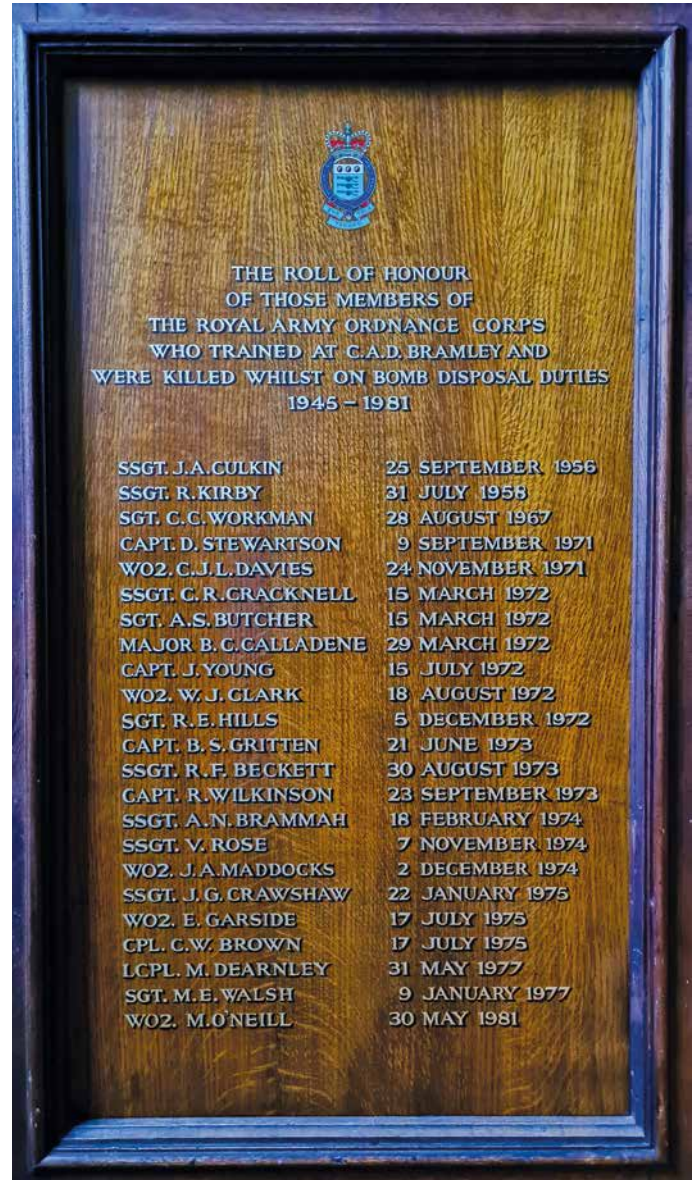 THE ROLL OF HONOUR
OF THOSE MEMBERS OF
THE ROYAL ARMY ORDNANCE CORPS
WHO TRAINED AT C.A.D. BRAMLEY AND
WERE KILLED WHILST ON BOMB DISPOSAL DUTIES
1945 – 1981
SSGT. J.A. CULKIN 25 SEPTEMBER 1956
SSGT. R. KIRBY 31 JULY 1958
SGT. C.C. WORKMAN 28 AUGUST 1967
CAPT. D. STEWARTSON 9 SEPTEMBER 1971
WO2. C.J.L. DAVIES 24 NOVEMBER 1971
SSGT. C.R. CRACKNELL 15 MARCH 1972
SGT. A.S. BUTCHER 15 MARCH 1972
MAJOR B.C. CALLADENE 29 MARCH 1972
CAPT. J. YOUNG 15 JULY 1972
WO2. W.J. CLARK 18 AUGUST 1972
SGT. R.E. HILLS 5 DECEMBER 1972
CAPT. B.S. GRITTEN 21 JUNE 1973
SSGT. R.F. BECKETT 30 AUGUST 1973
CAPT. R. WILKINSON 23 SEPTEMBER 1973
SSGT. A.N. BRAMMAH 18 FEBRUARY 1974
SSGT. V. ROSE 7 NOVEMBER 1974
WO2. J.A. MADDOCKS 2 DECEMBER 1974
SSGT. J.G. CRAWSHAW 22 JANUARY 1975
WO2. E. GARSIDE 17 JULY 1975
CPL. C.W. BROWN 17 JULY 1975
LCPL. M. DEARNLEY 31 MAY 1977
SGT. M.E. WALSH 9 JANUARY 1977
WO2. M. O'NEILL 30 MAY 1981